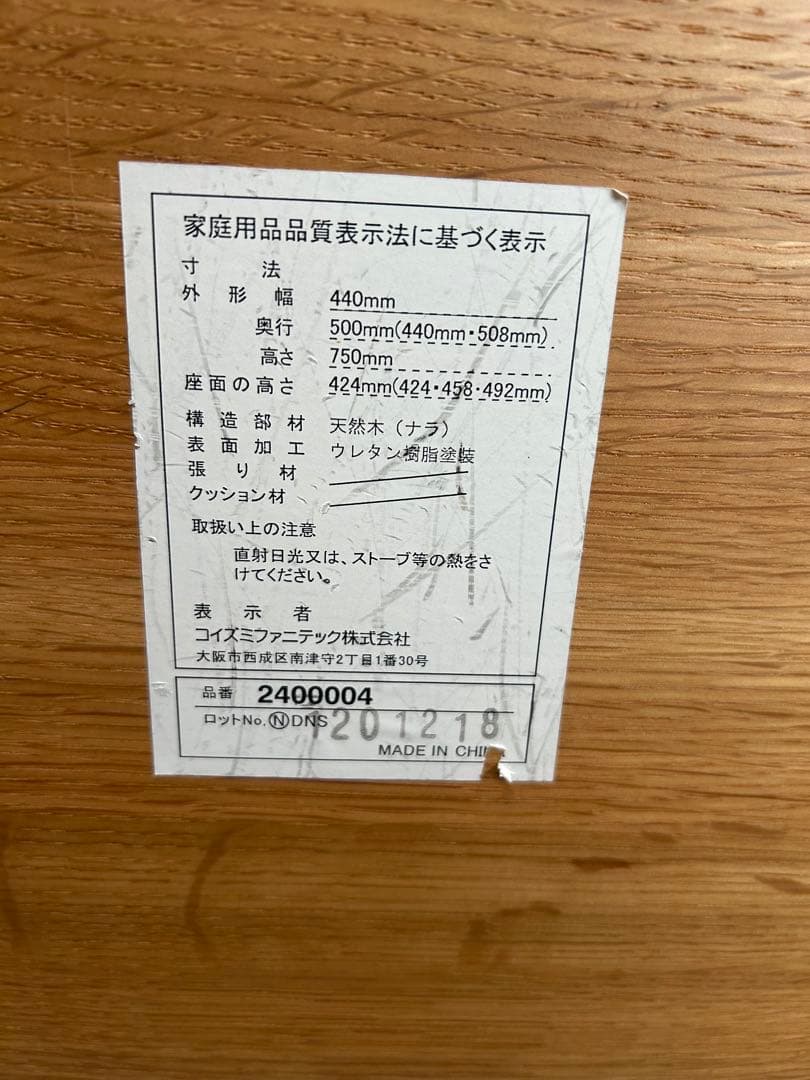 家庭用品品質表示法に基づく表示
寸法
外形幅 440mm
奥行 500mm(440mm・508mm)
高さ 750mm
座面の高さ 424mm(424・458・492mm)
構造部材 天然木（ナラ）
表面加工 ウレタン樹脂塗装
張り材
クッション材
取扱い上の注意
直射日光又は、ストーブ等の熱をさ
けてください。
表示者
コイズミファニテック株式会社
大阪市西成区南津守2丁目1番30号
品番 2400004
ロットNo. ⓃDNS 1201218
MADE IN CHI